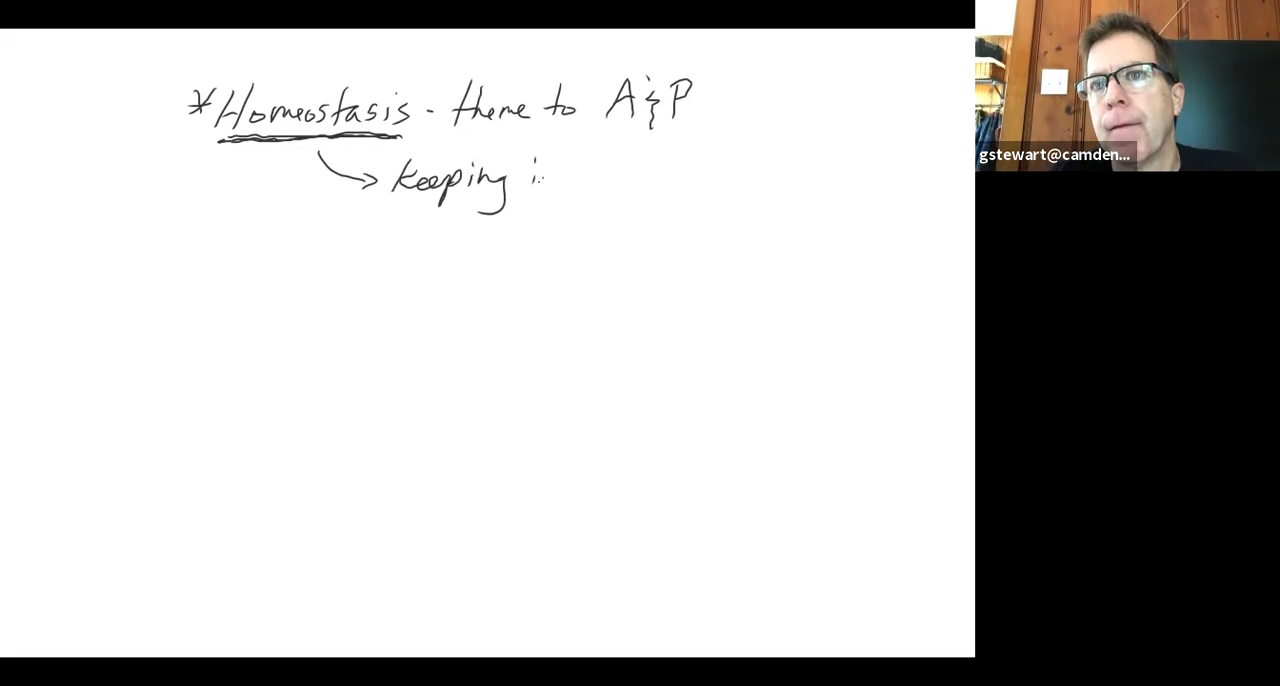 *Homeostasis - theme to A & P
→ Keeping i
gstewart@camden...